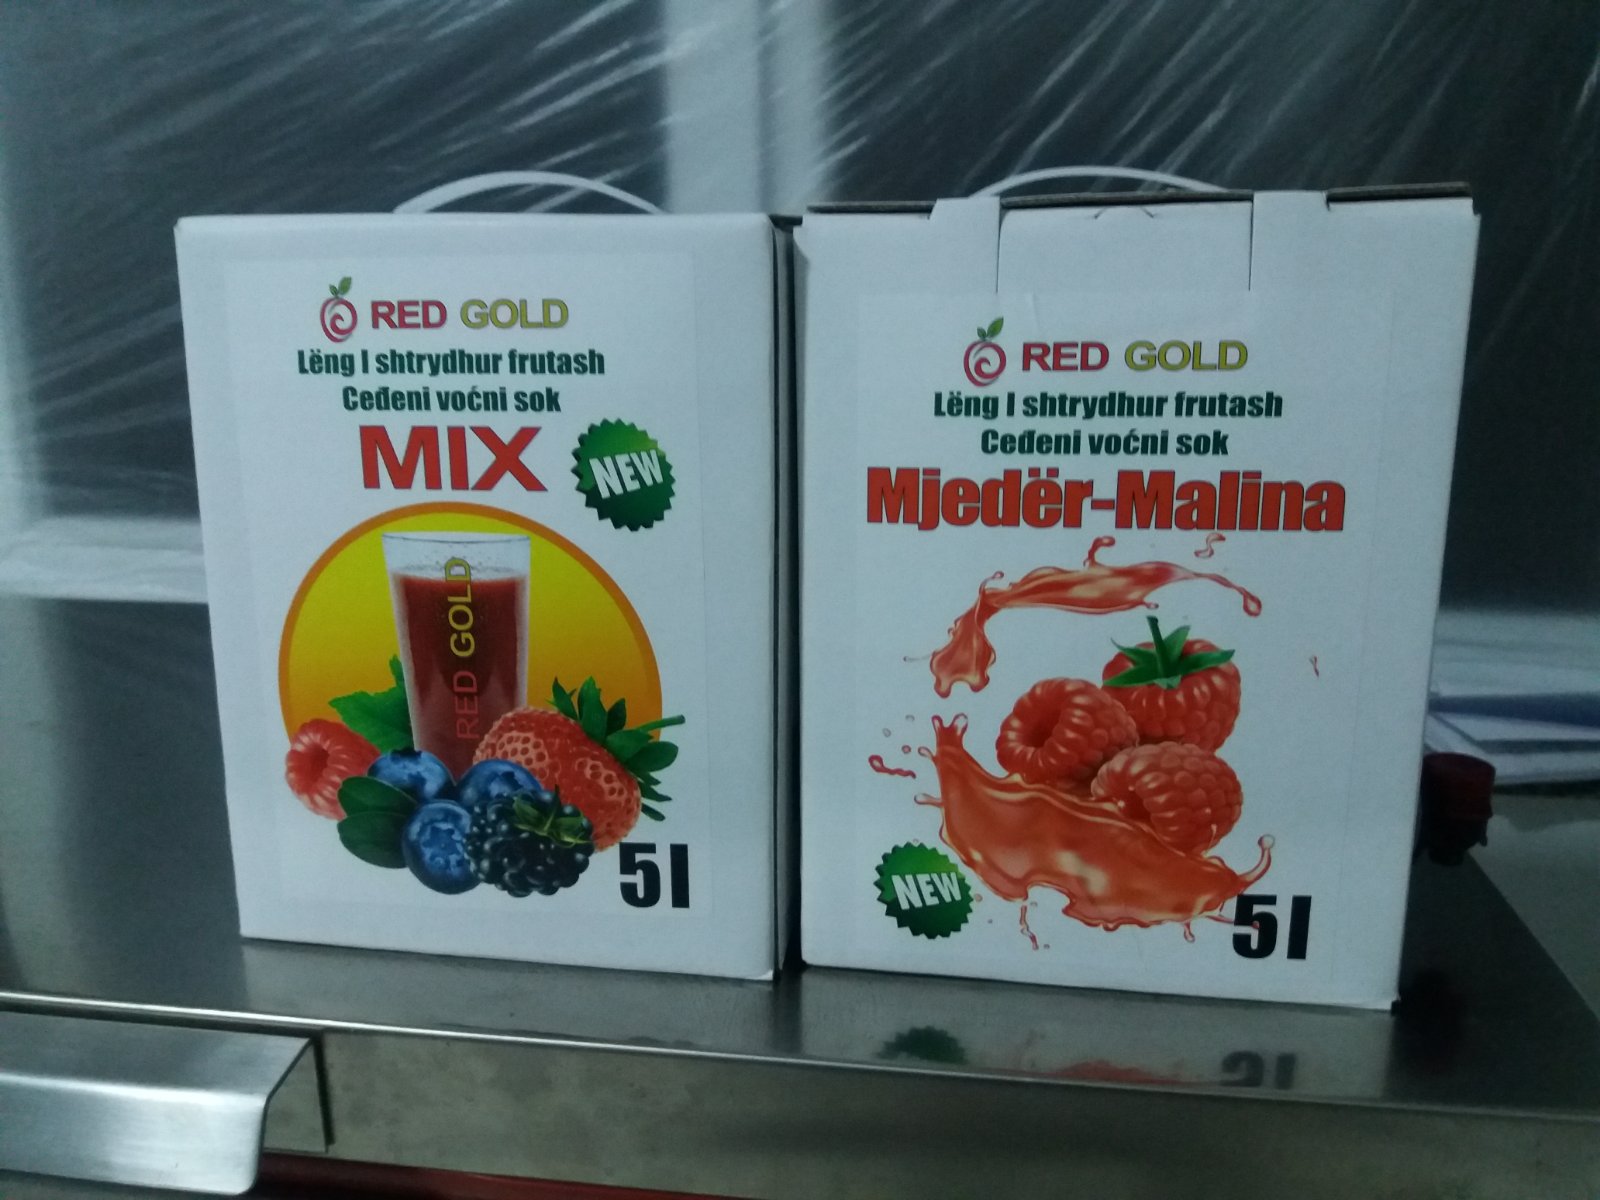 RED GOLD
Lëng I shtrydhur frutash
Ceđeni voćni sok
MIX
NEW
RED GOLD
5l
RED GOLD
Lëng I shtrydhur frutash
Ceđeni voćni sok
Mjedër-Malina
NEW
5l